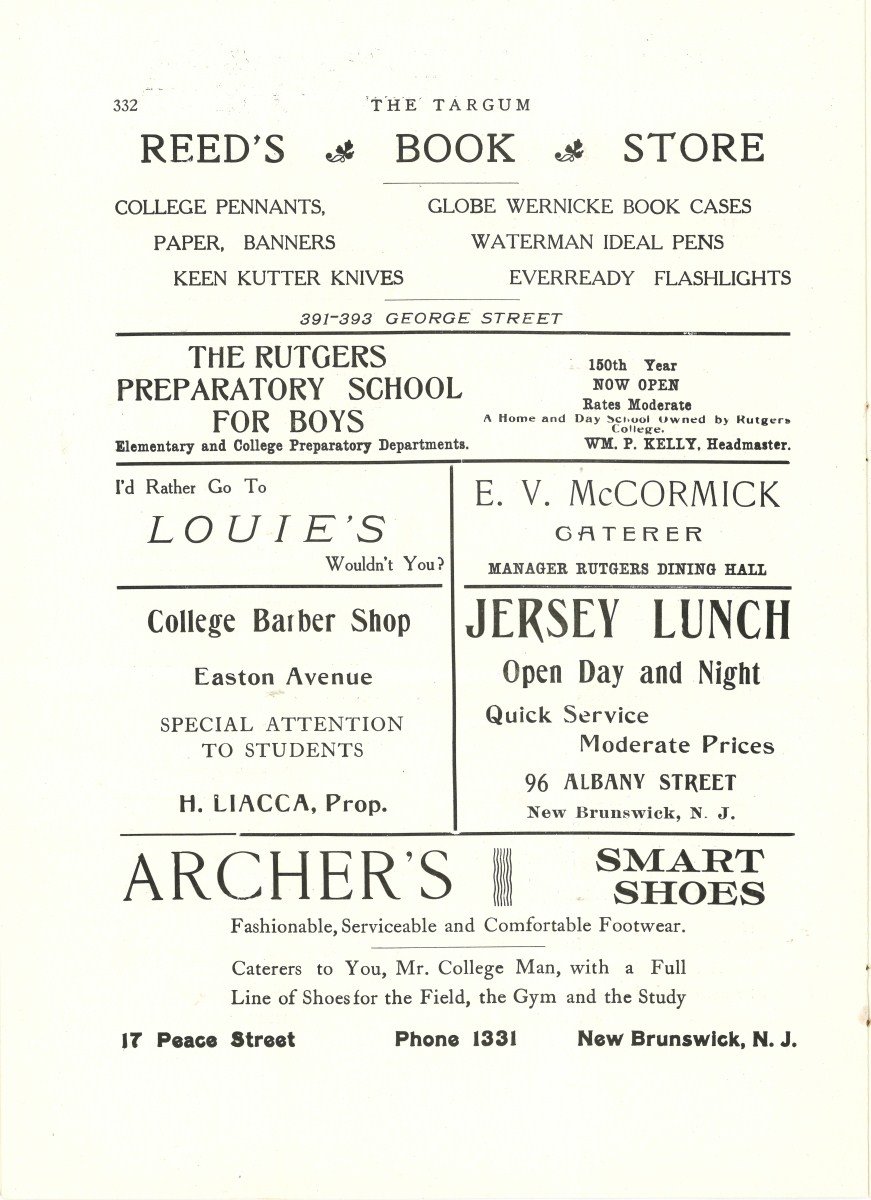 332 THE TARGUM
REED'S BOOK STORE
COLLEGE PENNANTS, GLOBE WERNICKE BOOK CASES
PAPER, BANNERS WATERMAN IDEAL PENS
KEEN KUTTER KNIVES EVERREADY FLASHLIGHTS
391-393 GEORGE STREET
THE RUTGERS
PREPARATORY SCHOOL
FOR BOYS
Elementary and College Preparatory Departments.
150th Year
NOW OPEN
Rates Moderate
A Home and Day School Owned by Rutgers
College.
WM. P. KELLY, Headmaster.
I'd Rather Go To
LOUIE'S
Wouldn't You?
E. V. McCORMICK
CATERER
MANAGER RUTGERS DINING HALL
College Barber Shop
Easton Avenue
SPECIAL ATTENTION
TO STUDENTS
H. LIACCA, Prop.
JERSEY LUNCH
Open Day and Night
Quick Service
Moderate Prices
96 ALBANY STREET
New Brunswick, N. J.
ARCHER'S
SMART
SHOES
Fashionable, Serviceable and Comfortable Footwear.
Caterers to You, Mr. College Man, with a Full
Line of Shoes for the Field, the Gym and the Study
17 Peace Street Phone 1331 New Brunswick, N. J.